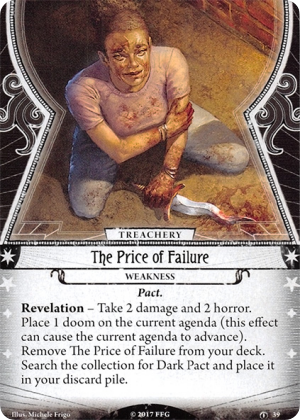 TREACHERY
The Price of Failure
WEAKNESS
Pact.
Revelation – Take 2 damage and 2 horror.
Place 1 doom on the current agenda (this effect
can cause the current agenda to advance).
Remove The Price of Failure from your deck.
Search the collection for Dark Pact and place it
in your discard pile.
Illus. Michele Frigo © 2017 FFG 39